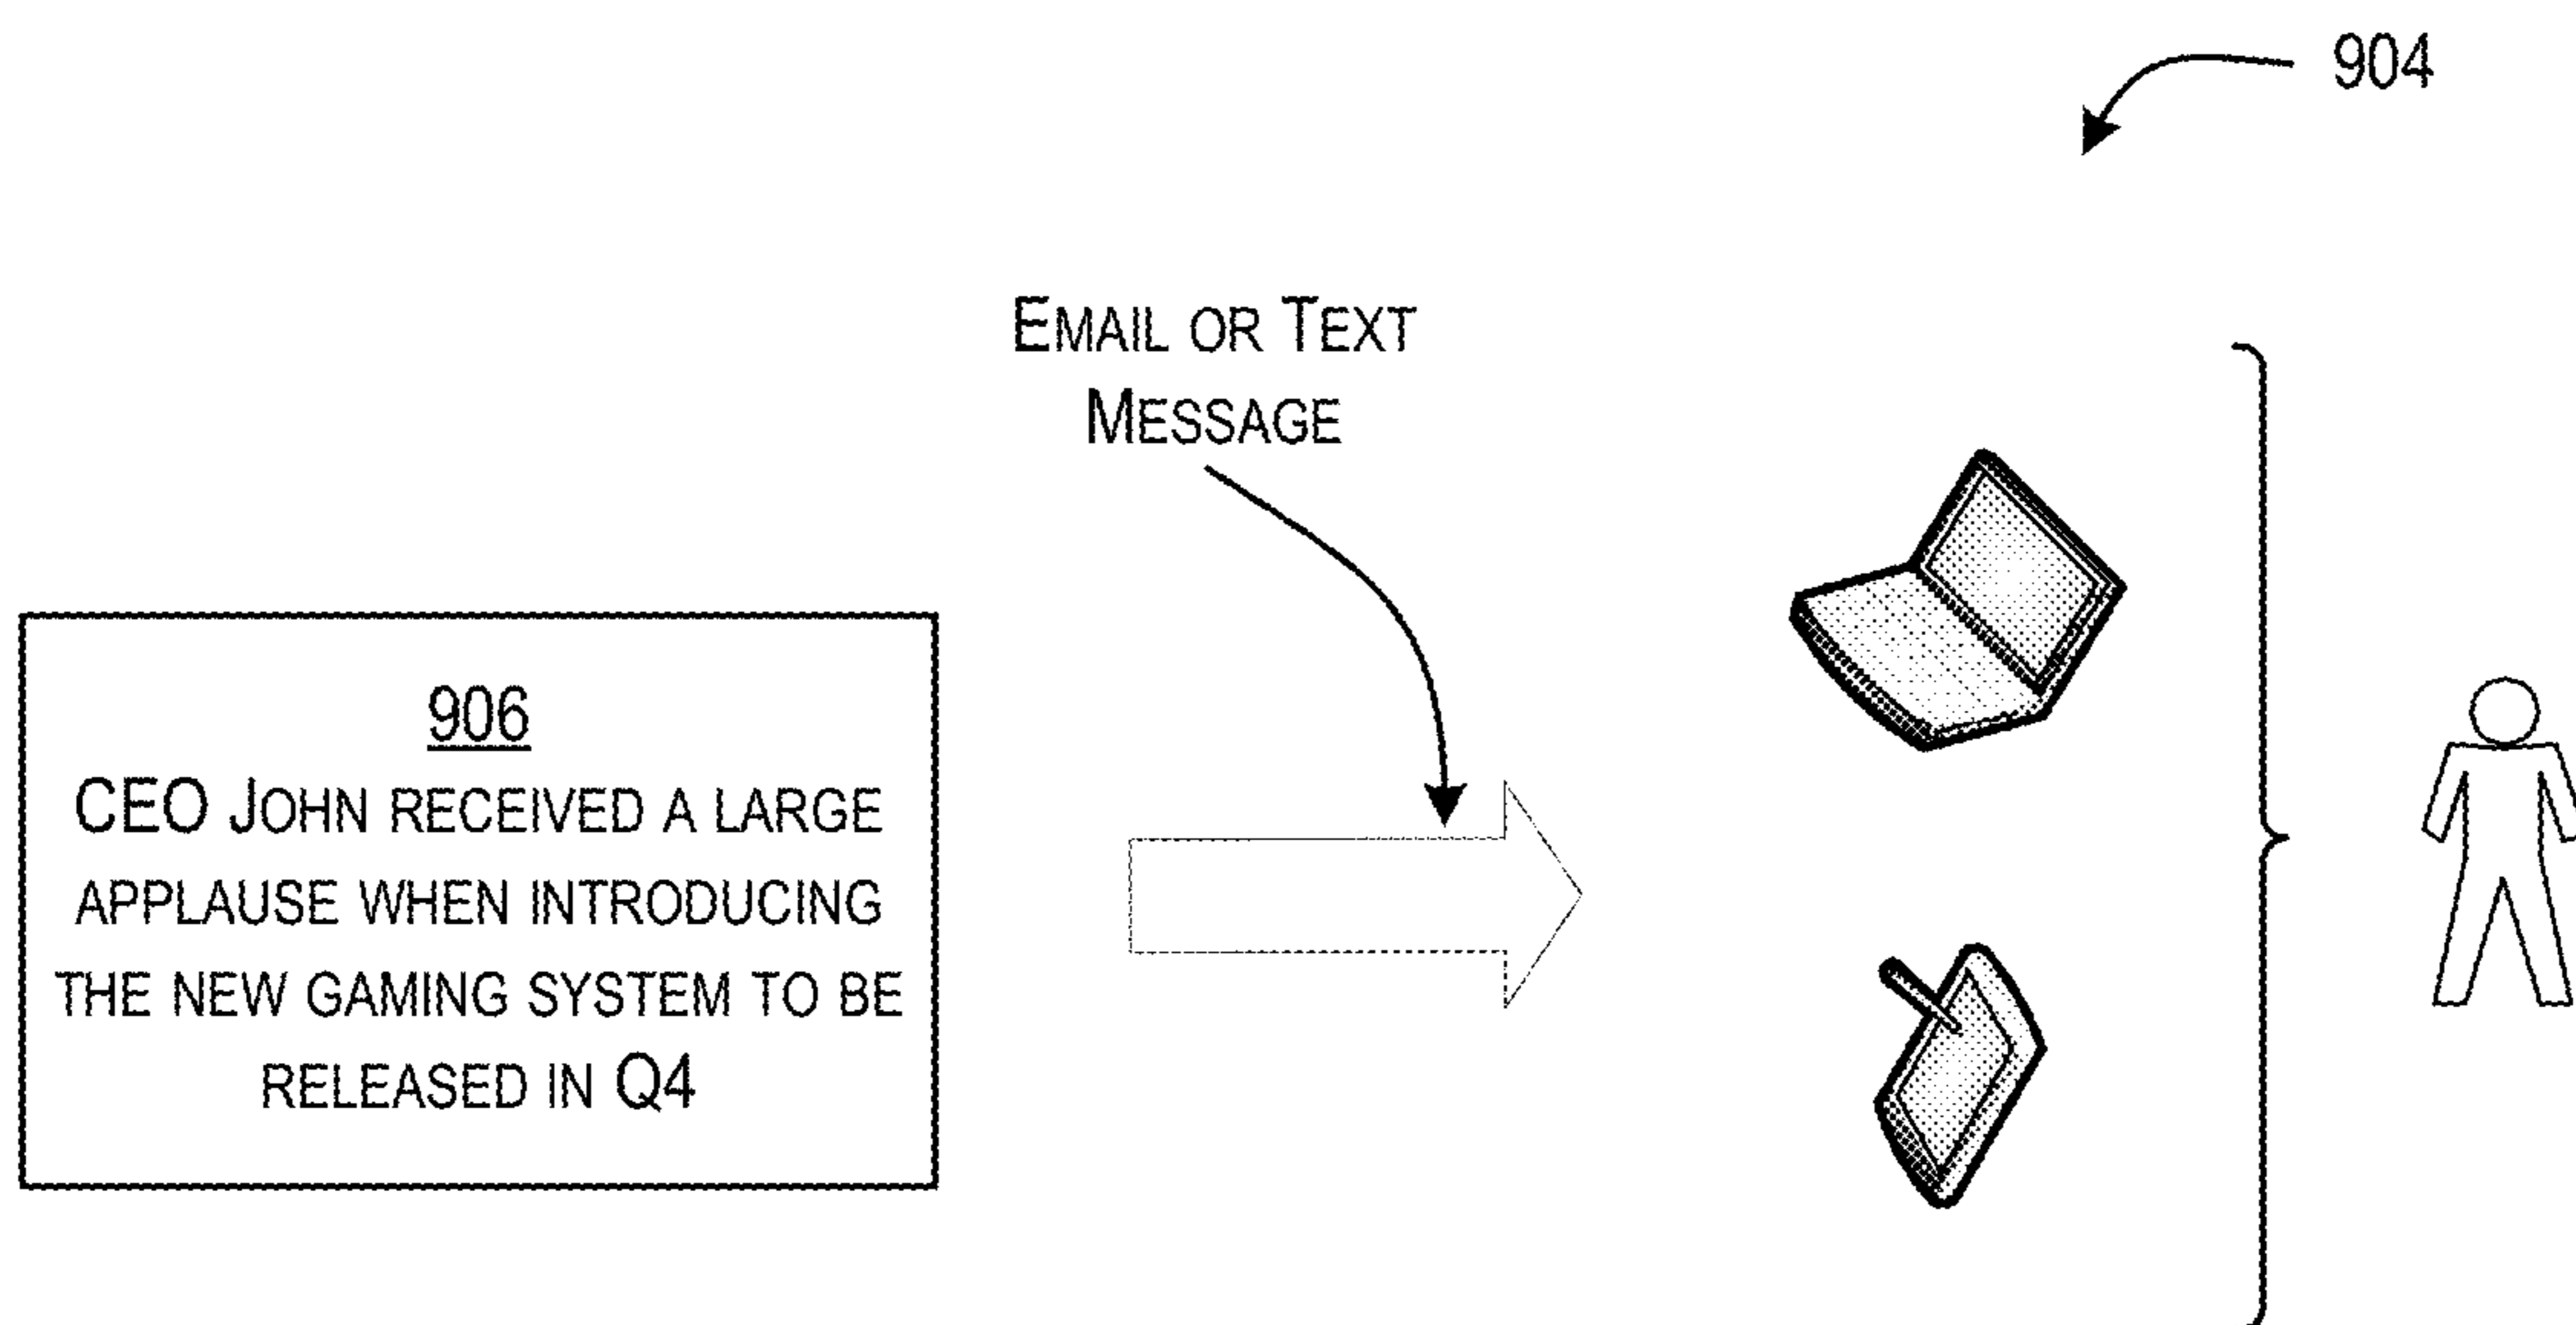 904
EMAIL OR TEXT
MESSAGE
906
CEO JOHN RECEIVED A LARGE
APPLAUSE WHEN INTRODUCING
THE NEW GAMING SYSTEM TO BE
RELEASED IN Q4